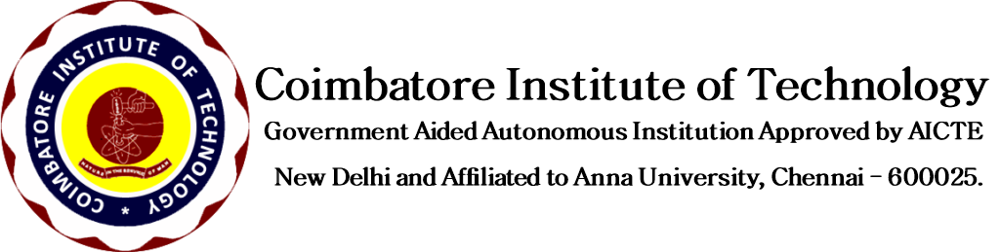 COIMBATORE INSTITUTE OF TECHNOLOGY *
NATURE IN THE SERVICE OF MAN
Coimbatore Institute of Technology
Government Aided Autonomous Institution Approved by AICTE
New Delhi and Affiliated to Anna University, Chennai - 600025.